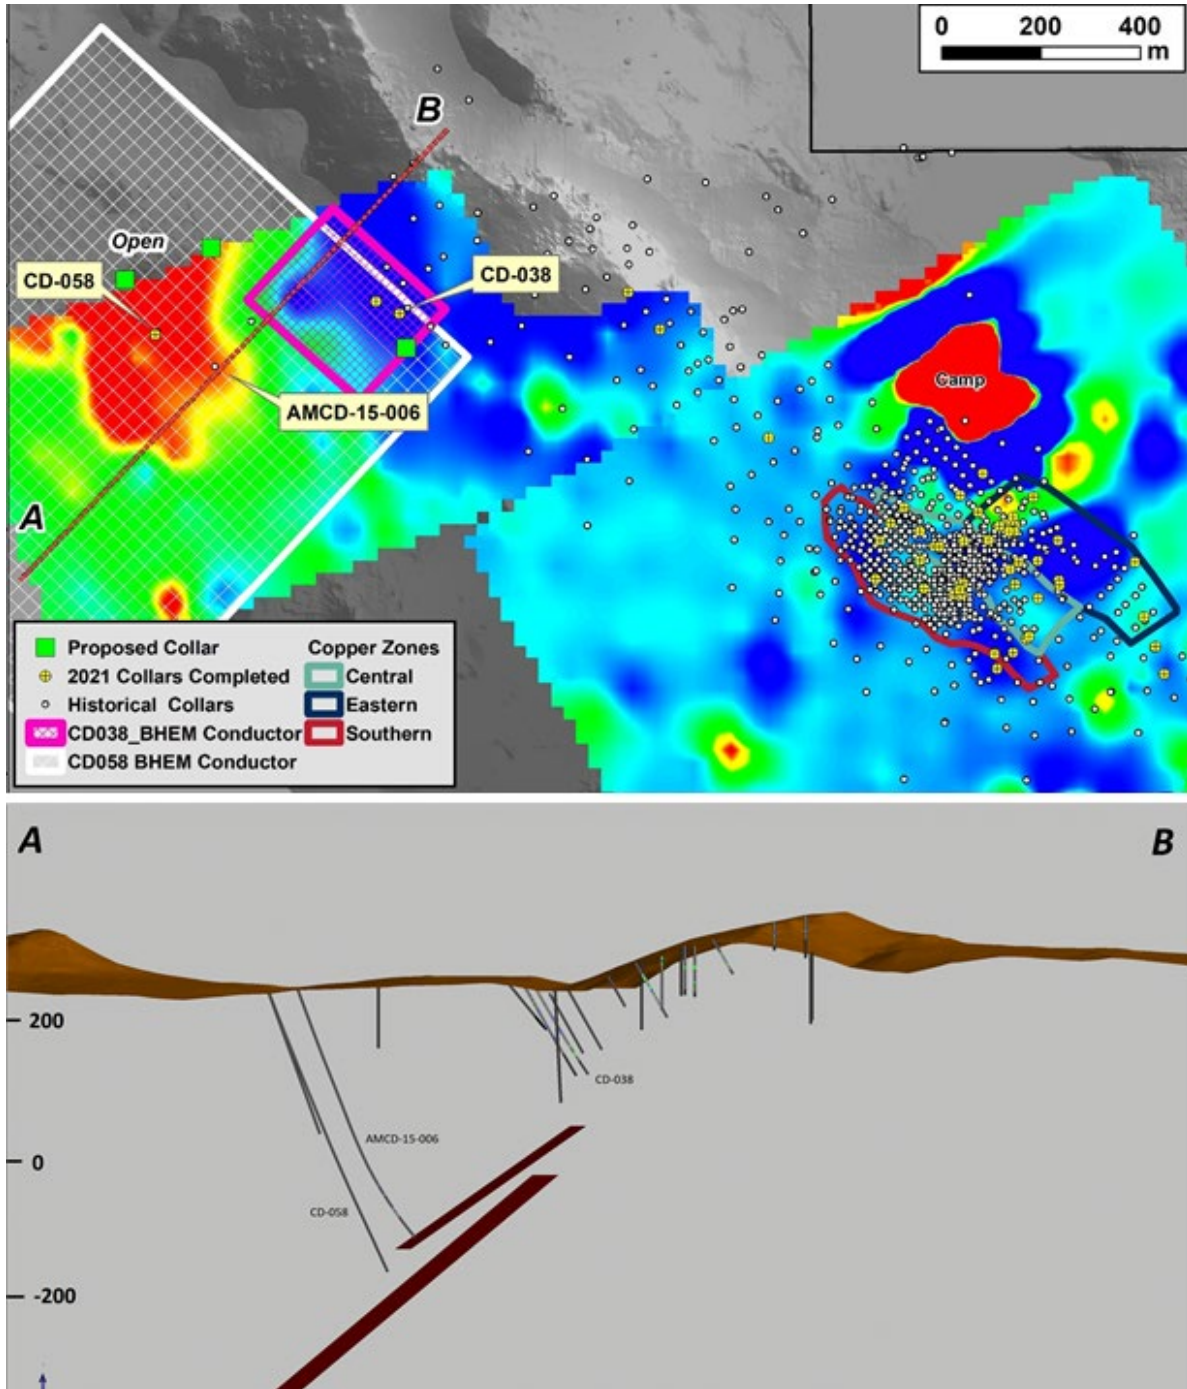 0 200 400
m
B
Open
CD-058
CD-038
Camp
AMCD-15-006
A
Proposed Collar
2021 Collars Completed
Historical Collars
CD038_BHEM Conductor
CD058 BHEM Conductor
Copper Zones
Central
Eastern
Southern
A B
200
CD-038
AMCD-15-006
0
CD-058
-200